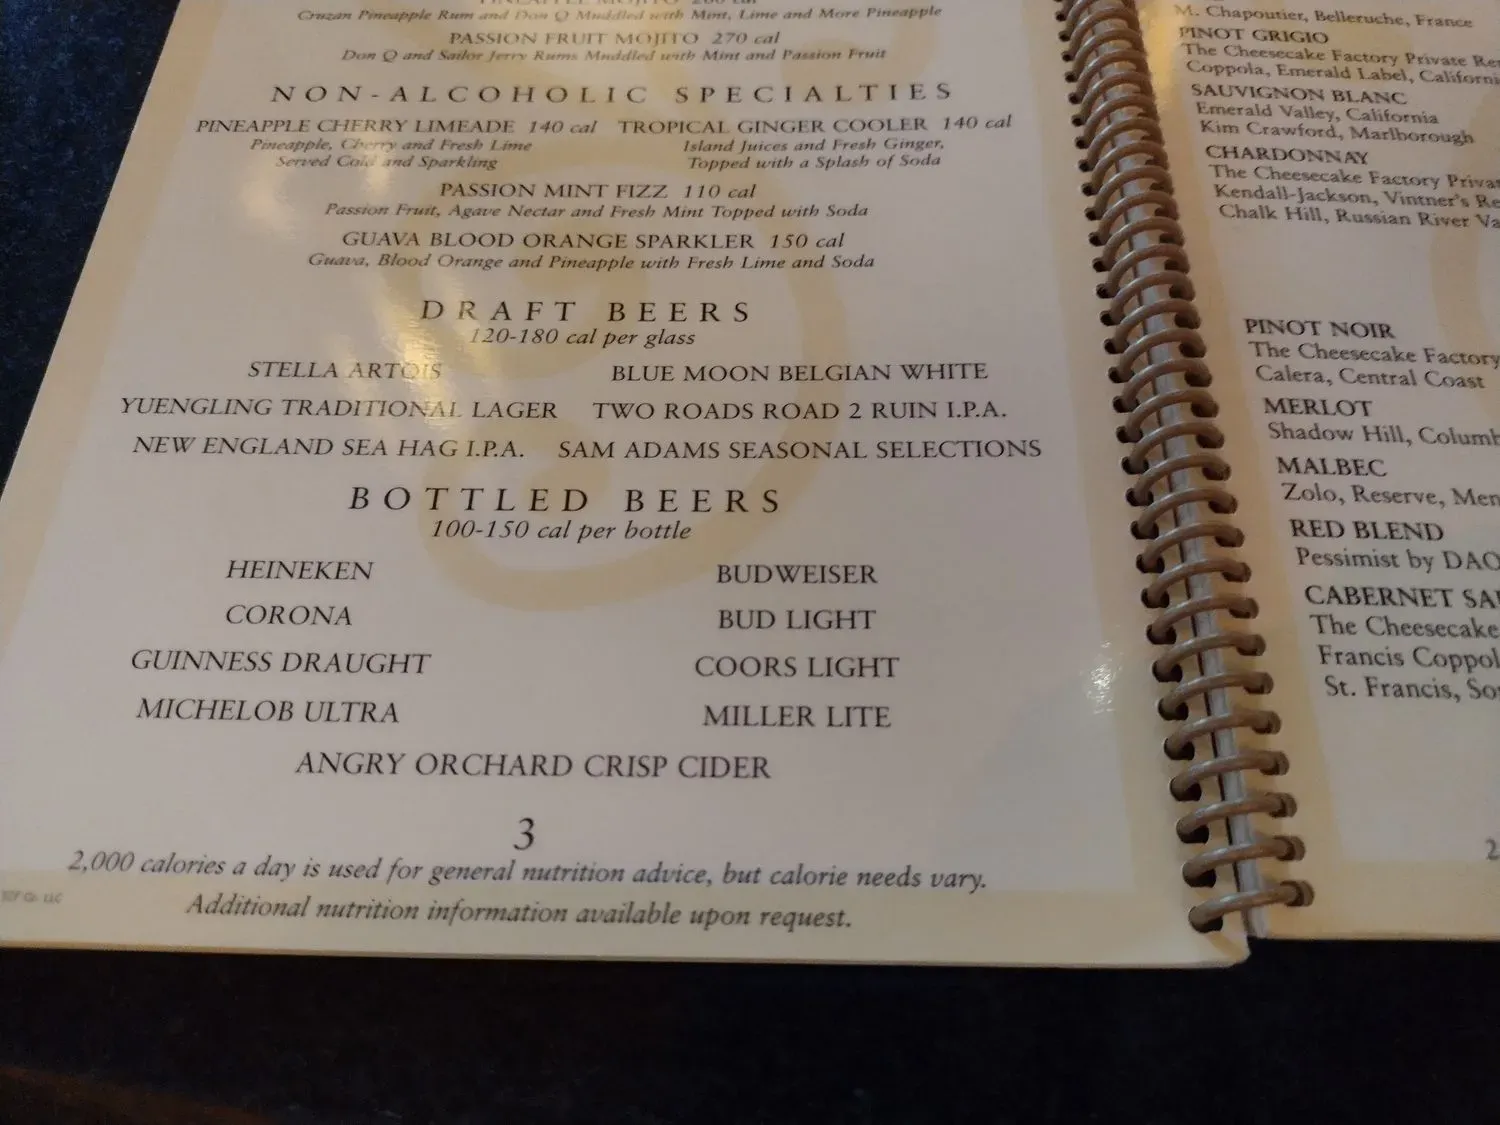 PINEAPPLE MOJITO 260 cal
Cruzan Pineapple Rum and Don Q Muddled with Mint, Lime and More Pineapple
PASSION FRUIT MOJITO 270 cal
Don Q and Sailor Jerry Rums Muddled with Mint and Passion Fruit
NON-ALCOHOLIC SPECIALTIES
PINEAPPLE CHERRY LIMEADE 140 cal
Pineapple, Cherry and Fresh Lime
Served Cold and Sparkling
TROPICAL GINGER COOLER 140 cal
Island Juices and Fresh Ginger,
Topped with a Splash of Soda
PASSION MINT FIZZ 110 cal
Passion Fruit, Agave Nectar and Fresh Mint Topped with Soda
GUAVA BLOOD ORANGE SPARKLER 150 cal
Guava, Blood Orange and Pineapple with Fresh Lime and Soda
DRAFT BEERS
120-180 cal per glass
STELLA ARTOIS BLUE MOON BELGIAN WHITE
YUENGLING TRADITIONAL LAGER TWO ROADS ROAD 2 RUIN I.P.A.
NEW ENGLAND SEA HAG I.P.A. SAM ADAMS SEASONAL SELECTIONS
BOTTLED BEERS
100-150 cal per bottle
HEINEKEN BUDWEISER
CORONA BUD LIGHT
GUINNESS DRAUGHT COORS LIGHT
MICHELOB ULTRA MILLER LITE
ANGRY ORCHARD CRISP CIDER
3
2,000 calories a day is used for general nutrition advice, but calorie needs vary.
Additional nutrition information available upon request.
M. Chapoutier, Belleruche, France
PINOT GRIGIO
The Cheesecake Factory Private Re
Coppola, Emerald Label, Californi
SAUVIGNON BLANC
Emerald Valley, California
Kim Crawford, Marlborough
CHARDONNAY
The Cheesecake Factory Privat
Kendall-Jackson, Vintner's Re
Chalk Hill, Russian River Va
PINOT NOIR
The Cheesecake Factory
Calera, Central Coast
MERLOT
Shadow Hill, Columb
MALBEC
Zolo, Reserve, Men
RED BLEND
Pessimist by DAO
CABERNET SA
The Cheesecake
Francis Coppol
St. Francis, So
2